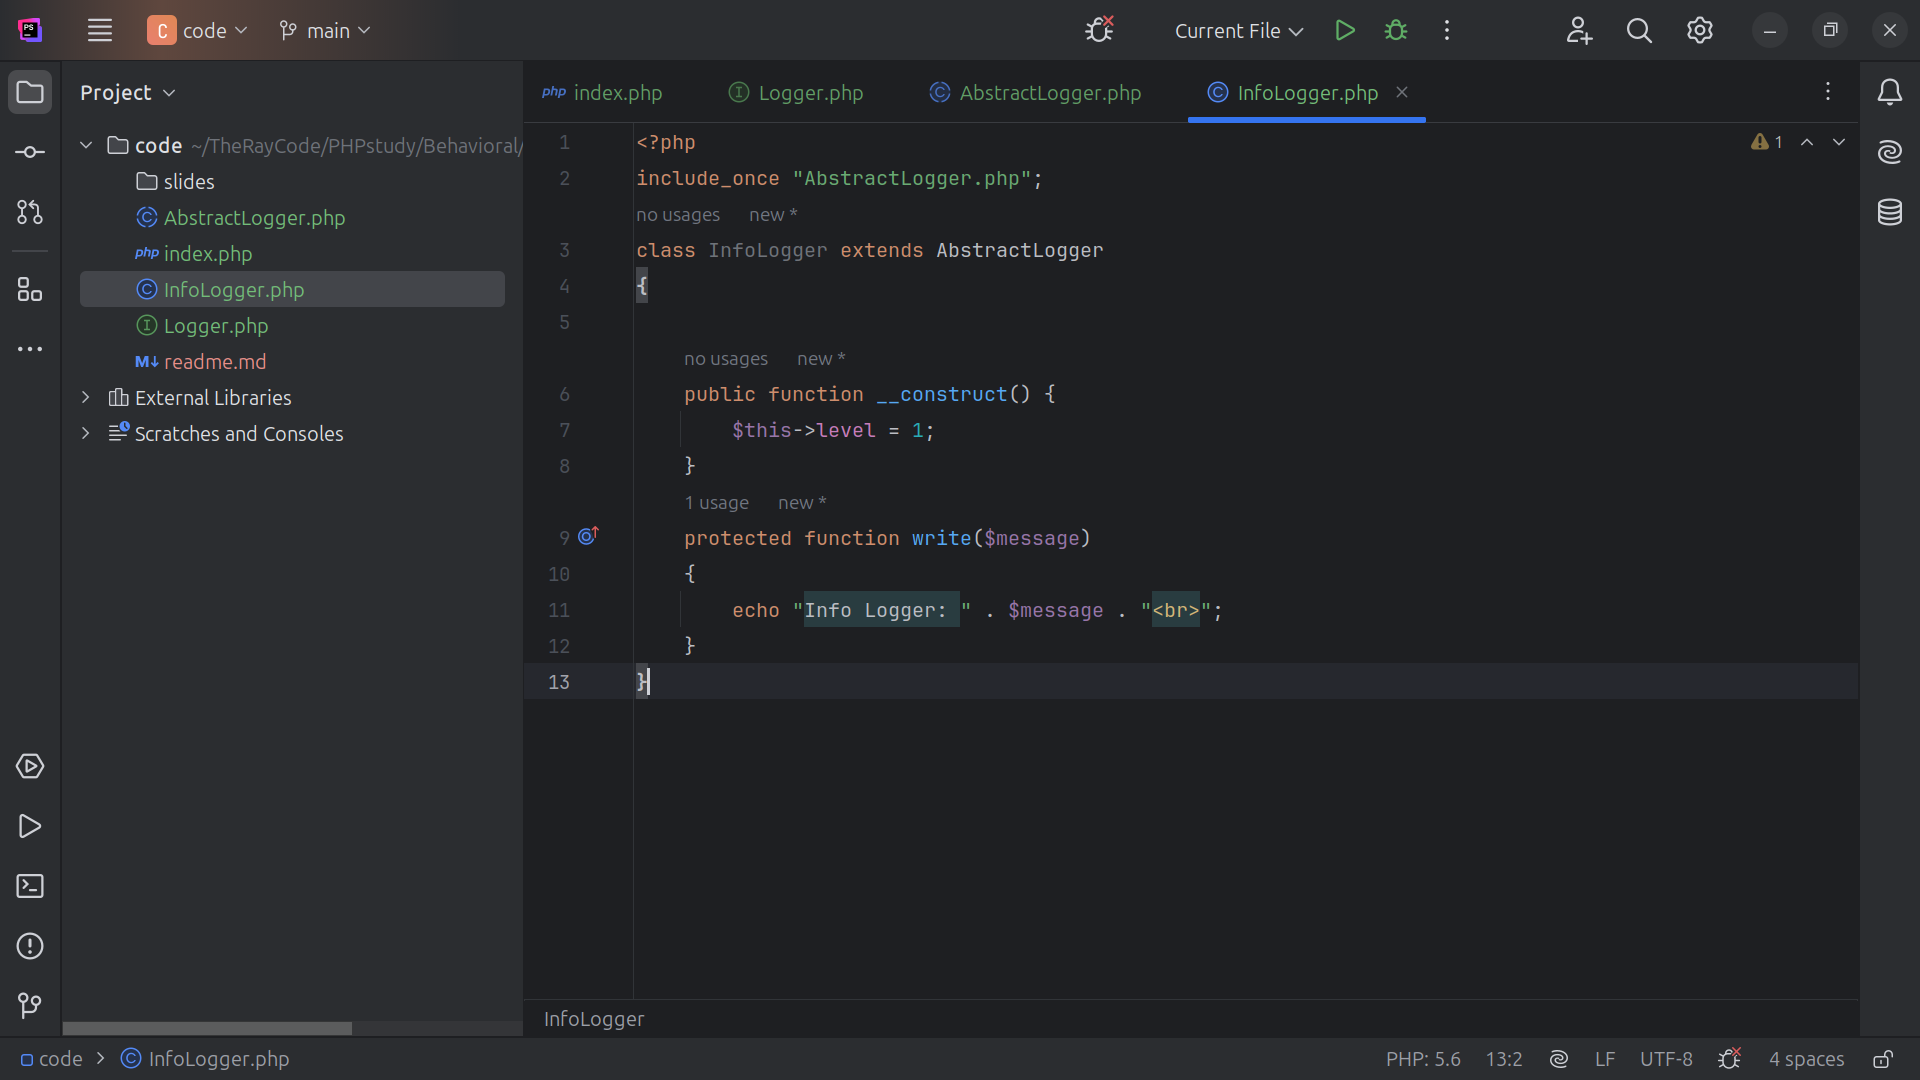 PS
C code
main
Current File
Project
index.php
Logger.php
AbstractLogger.php
InfoLogger.php
code ~/TheRayCode/PHPstudy/Behavioral/
slides
AbstractLogger.php
php index.php
InfoLogger.php
Logger.php
M↓ readme.md
External Libraries
Scratches and Consoles
1 <?php
2 include_once "AbstractLogger.php";
no usages new *
3 class InfoLogger extends AbstractLogger
4 {
5
no usages new *
6 public function __construct() {
7 $this->level = 1;
8 }
1 usage new *
9 protected function write($message)
10 {
11 echo "Info Logger: " . $message . "<br>";
12 }
13 }
1
InfoLogger
code > InfoLogger.php
PHP: 5.6 13:2 LF UTF-8 4 spaces